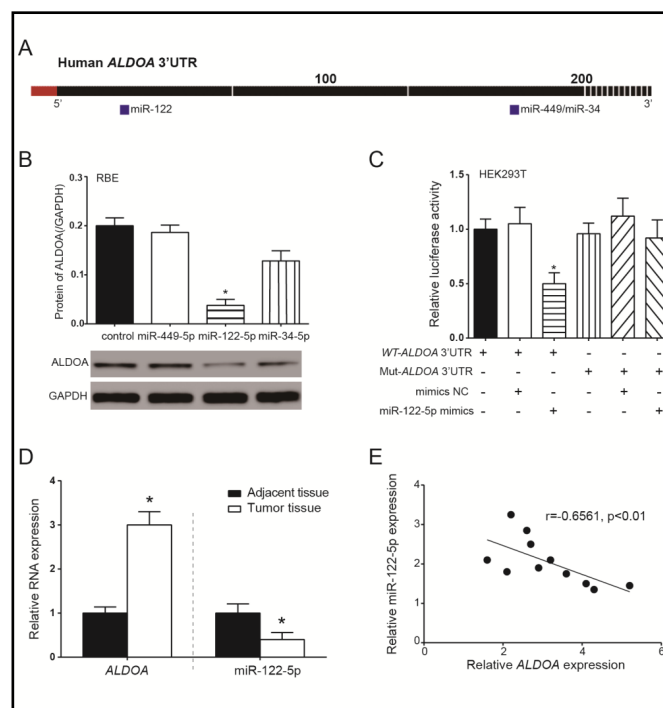 A
Human ALDOA 3'UTR
100
200
5'
3'
miR-122
miR-449/miR-34
B
RBE
Protein of ALDOA(/GAPDH)
0.3
0.2
0.1
0.0
control miR-449-5p miR-122-5p miR-34-5p
*
ALDOA
GAPDH
C
HEK293T
Relative luciferase activity
1.5
1.0
0.5
0.0
*
WT-ALDOA 3'UTR + + + - - -
Mut-ALDOA 3'UTR - - - + + +
mimics NC - + - - + -
miR-122-5p mimics - - + - - +
D
Relative RNA expression
4
3
2
1
0
*
*
Adjacent tissue
Tumor tissue
ALDOA
miR-122-5p
E
Relative miR-122-5p expression
4
3
2
1
0
r=-0.6561, p<0.01
0 2 4 6
Relative ALDOA expression